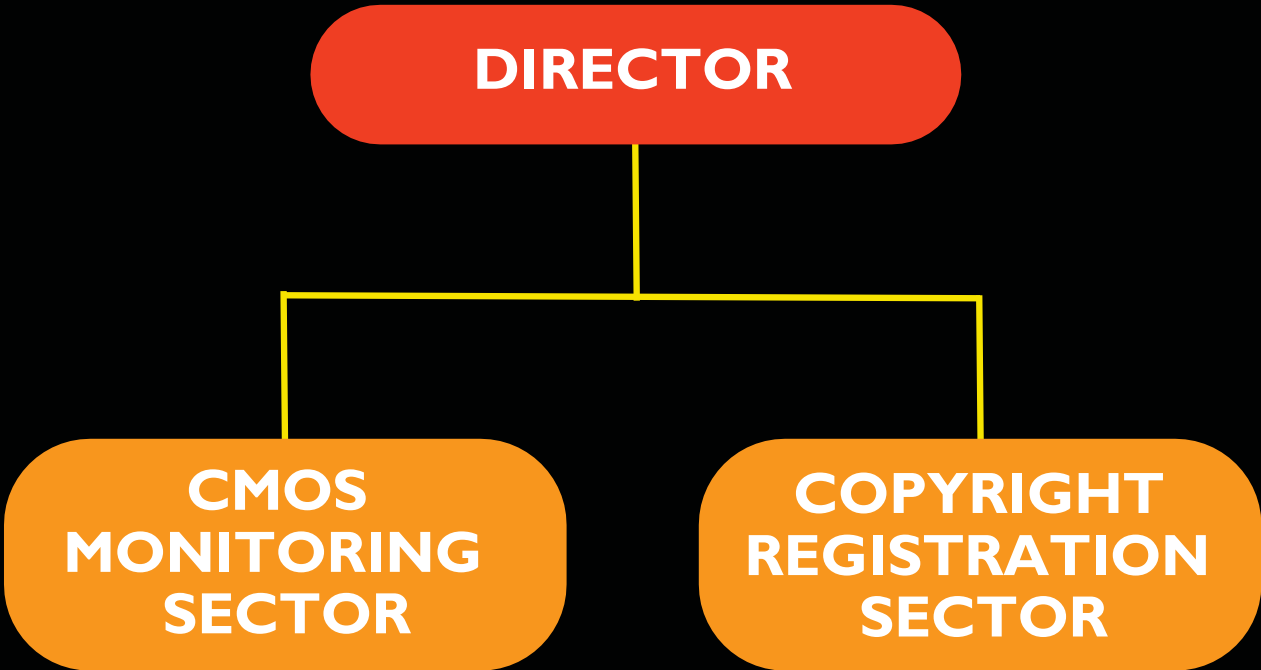 DIRECTOR
CMOS
MONITORING
SECTOR
COPYRIGHT
REGISTRATION
SECTOR